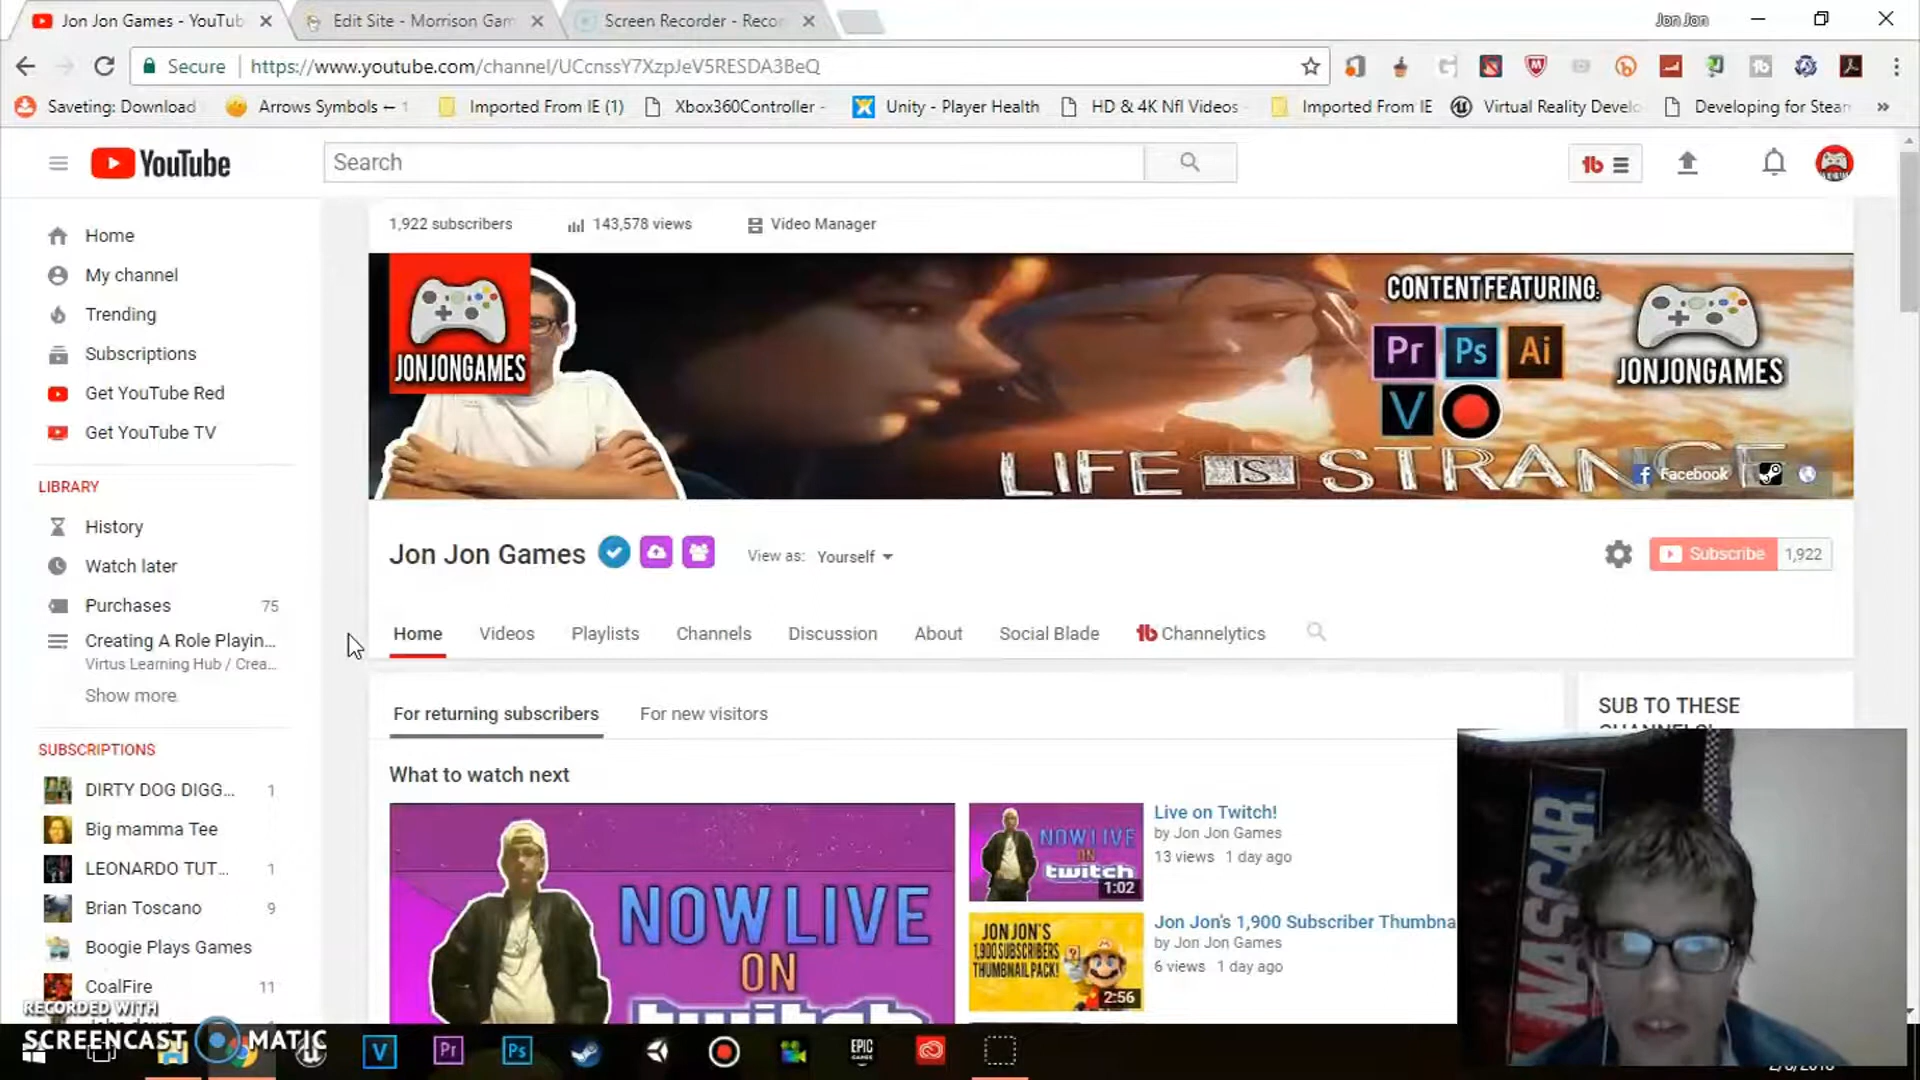 Jon Jon Games - YouTub
Edit Site - Morrison Gam
Screen Recorder - Recor
Jon Jon
Secure
https://www.youtube.com/channel/UCcnssY7XzpJeV5RESDA3BeQ
Saveting: Download
Arrows Symbols ←
Imported From IE (1)
Xbox360Controller -
Unity - Player Health
HD & 4K Nfl Videos
Imported From IE
Virtual Reality Develo
Developing for Stean
»
YouTube
Search
tb
1,922 subscribers
143,578 views
Video Manager
Home
My channel
Trending
Subscriptions
Get YouTube Red
Get YouTube TV
LIBRARY
History
Watch later
Purchases 75
Creating A Role Playin...
Virtus Learning Hub / Crea...
Show more
SUBSCRIPTIONS
DIRTY DOG DIGG... 1
Big mamma Tee
LEONARDO TUT... 1
Brian Toscano 9
Boogie Plays Games
CoalFire 11
JONJONGAMES
CONTENT FEATURING:
Pr Ps Ai
V
JONJONGAMES
LIFE IS STRANGE
Facebook
Jon Jon Games
View as: Yourself
Subscribe 1,922
Home
Videos
Playlists
Channels
Discussion
About
Social Blade
tb Channelytics
For returning subscribers
For new visitors
SUB TO THESE
CHANNELS!
What to watch next
NOW LIVE
ON
twitch
NOW LIVE
ON
twitch
1:02
Live on Twitch!
by Jon Jon Games
13 views 1 day ago
JON JON'S
1,900 SUBSCRIBERS
THUMBNAIL PACK!
2:56
Jon Jon's 1,900 Subscriber Thumbna
by Jon Jon Games
6 views 1 day ago
NASCAR
RECORDED WITH
SCREENCAST MATIC
V
Pr
Ps
EPIC
GAMES